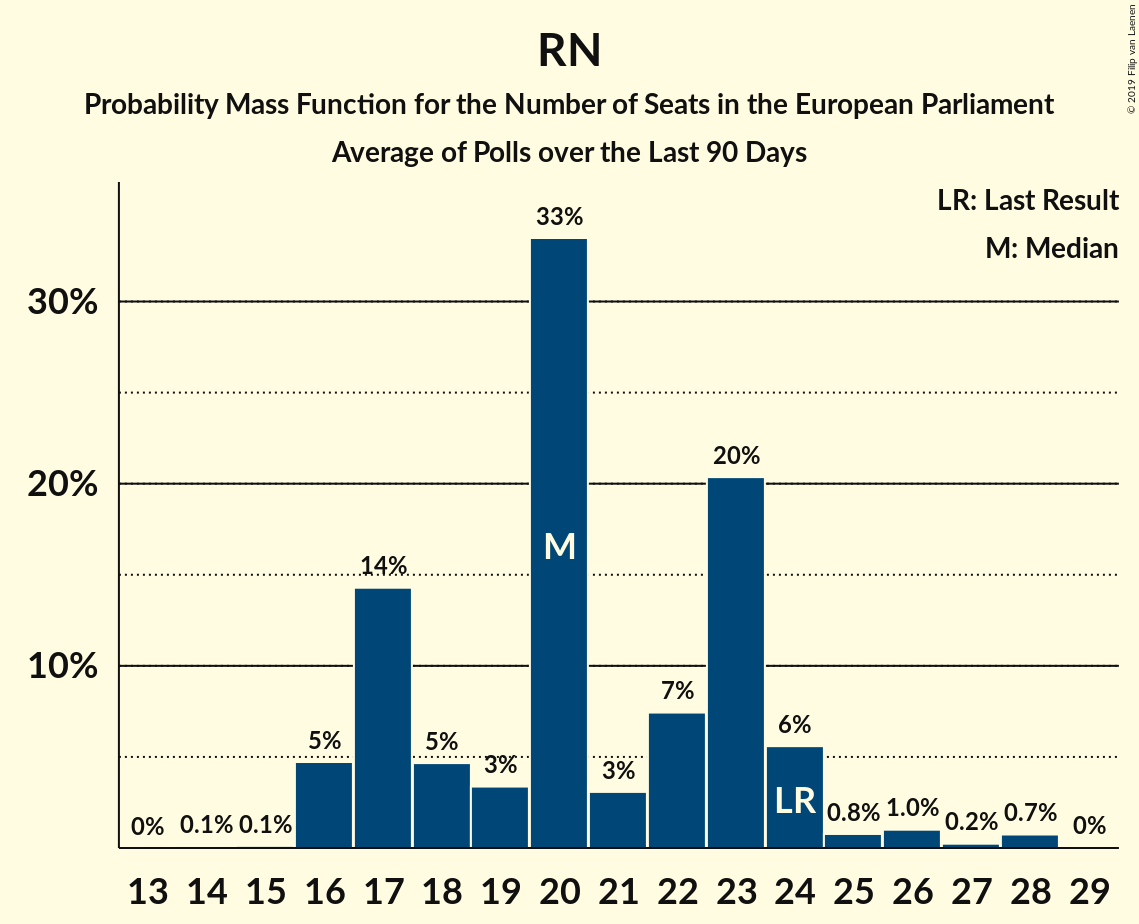 RN
Probability Mass Function for the Number of Seats in the European Parliament
Average of Polls over the Last 90 Days
© 2019 Filip van Laenen
LR: Last Result
M: Median
30%
20%
10%
0% 0.1% 0.1% 5% 14% 5% 3% 33% 3% 7% 20% 6% 0.8% 1.0% 0.2% 0.7% 0%
M
LR
13 14 15 16 17 18 19 20 21 22 23 24 25 26 27 28 29